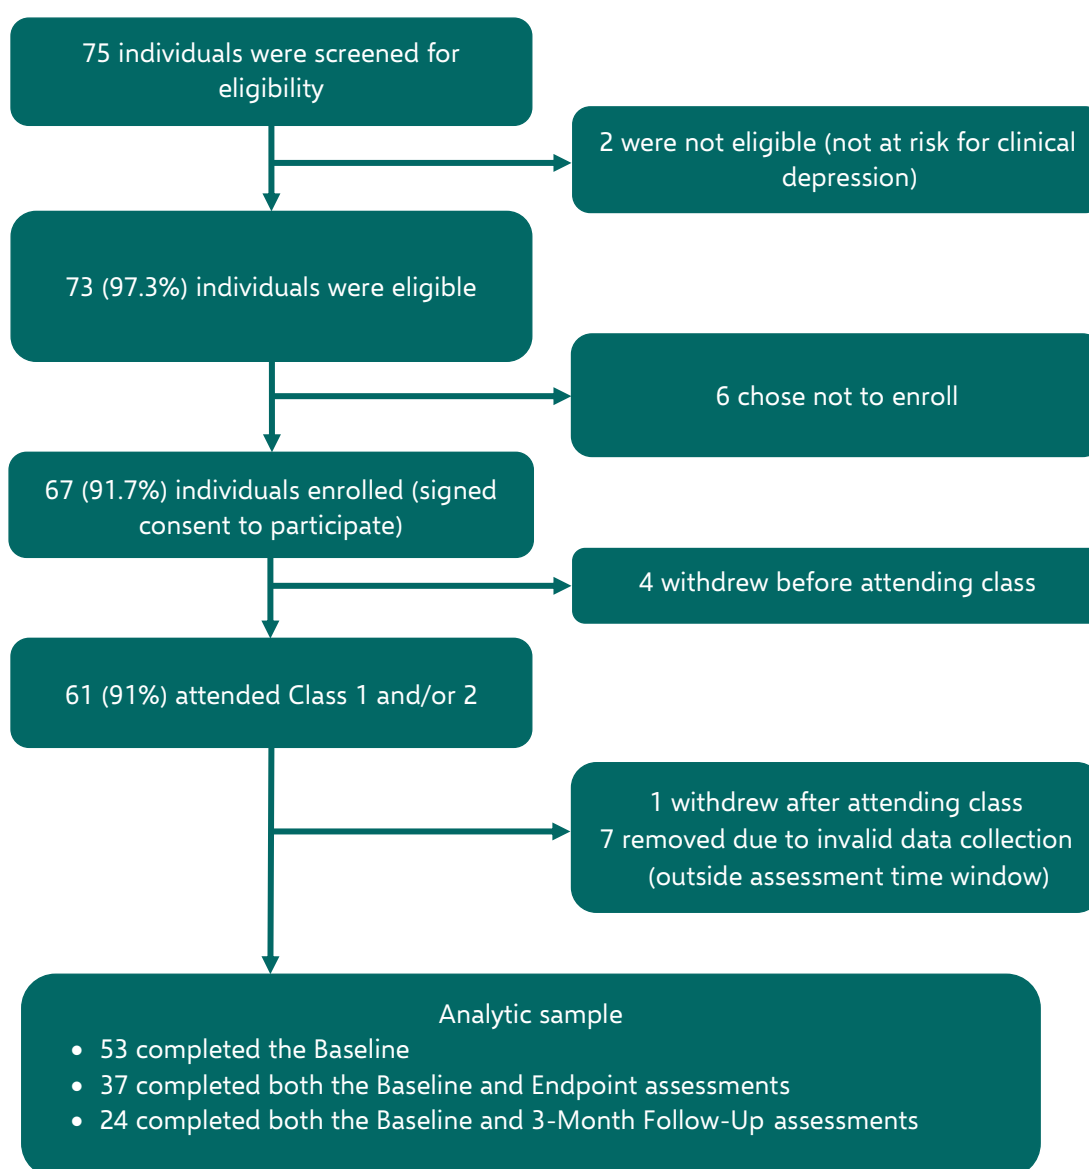 75 individuals were screened for
eligibility
2 were not eligible (not at risk for clinical
depression)
73 (97.3%) individuals were eligible
6 chose not to enroll
67 (91.7%) individuals enrolled (signed
consent to participate)
4 withdrew before attending class
61 (91%) attended Class 1 and/or 2
1 withdrew after attending class
7 removed due to invalid data collection
(outside assessment time window)
Analytic sample
• 53 completed the Baseline
• 37 completed both the Baseline and Endpoint assessments
• 24 completed both the Baseline and 3-Month Follow-Up assessments